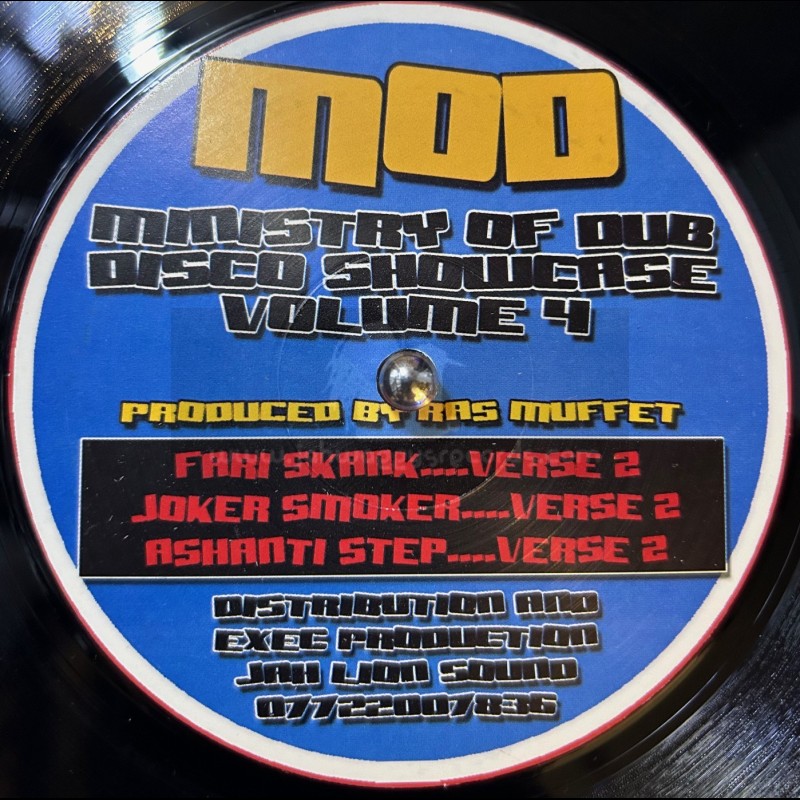 MOD
MINISTRY OF DUB
DISCO SHOWCASE
VOLUME 4
PRODUCED BY RAS MUFFET
FARI SKANK....VERSE 2
JOKER SMOKER....VERSE 2
ASHANTI STEP....VERSE 2
DISTRIBUTION AND
EXEC PRODUCTION
JAH LION SOUND
07722007836